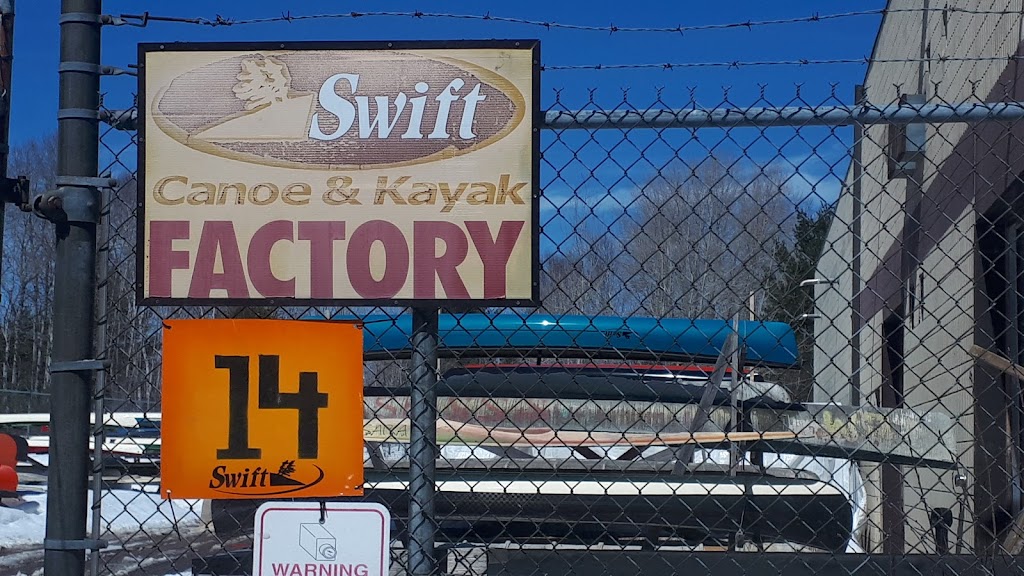 Swift
Canoe & Kayak
FACTORY
14
Swift
WARNING